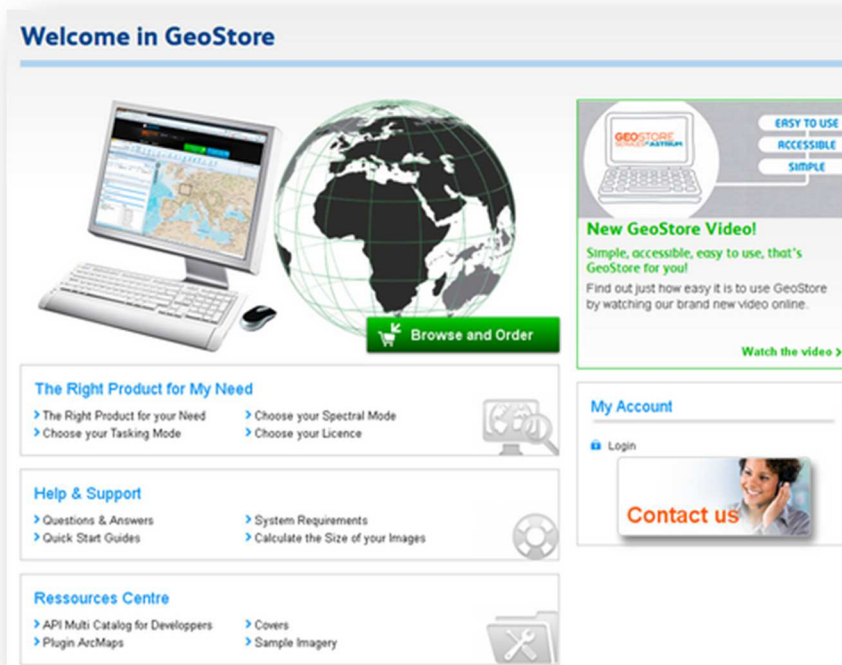 Welcome in GeoStore
EASY TO USE
ACCESSIBLE
SIMPLE
GEOSTORE
SERVICES ASTRIUM
New GeoStore Video!
Simple, accessible, easy to use, that's
GeoStore for you!
Find out just how easy it is to use GeoStore
by watching our brand new video online.
Watch the video >
Browse and Order
The Right Product for My Need
The Right Product for your Need
Choose your Spectral Mode
Choose your Tasking Mode
Choose your Licence
My Account
Login
Contact us
Help & Support
Questions & Answers
System Requirements
Quick Start Guides
Calculate the Size of your Images
Ressources Centre
API Multi Catalog for Developpers
Covers
Plugin ArcMaps
Sample Imagery